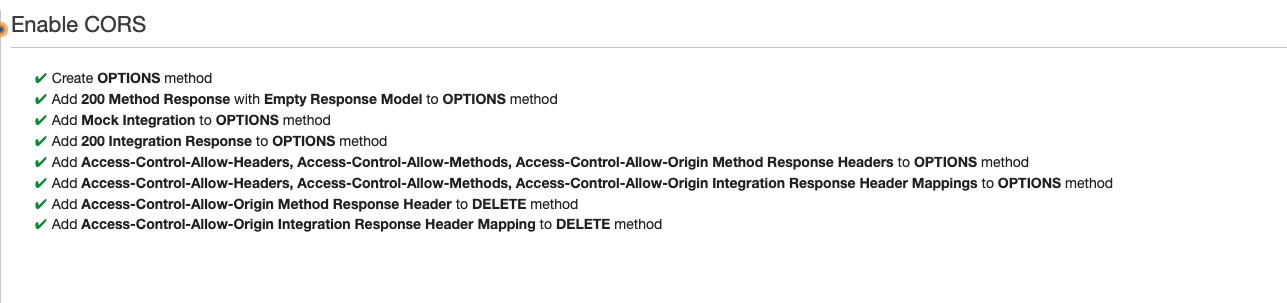 Enable CORS
✔ Create OPTIONS method
✔ Add 200 Method Response with Empty Response Model to OPTIONS method
✔ Add Mock Integration to OPTIONS method
✔ Add 200 Integration Response to OPTIONS method
✔ Add Access-Control-Allow-Headers, Access-Control-Allow-Methods, Access-Control-Allow-Origin Method Response Headers to OPTIONS method
✔ Add Access-Control-Allow-Headers, Access-Control-Allow-Methods, Access-Control-Allow-Origin Integration Response Header Mappings to OPTIONS method
✔ Add Access-Control-Allow-Origin Method Response Header to DELETE method
✔ Add Access-Control-Allow-Origin Integration Response Header Mapping to DELETE method